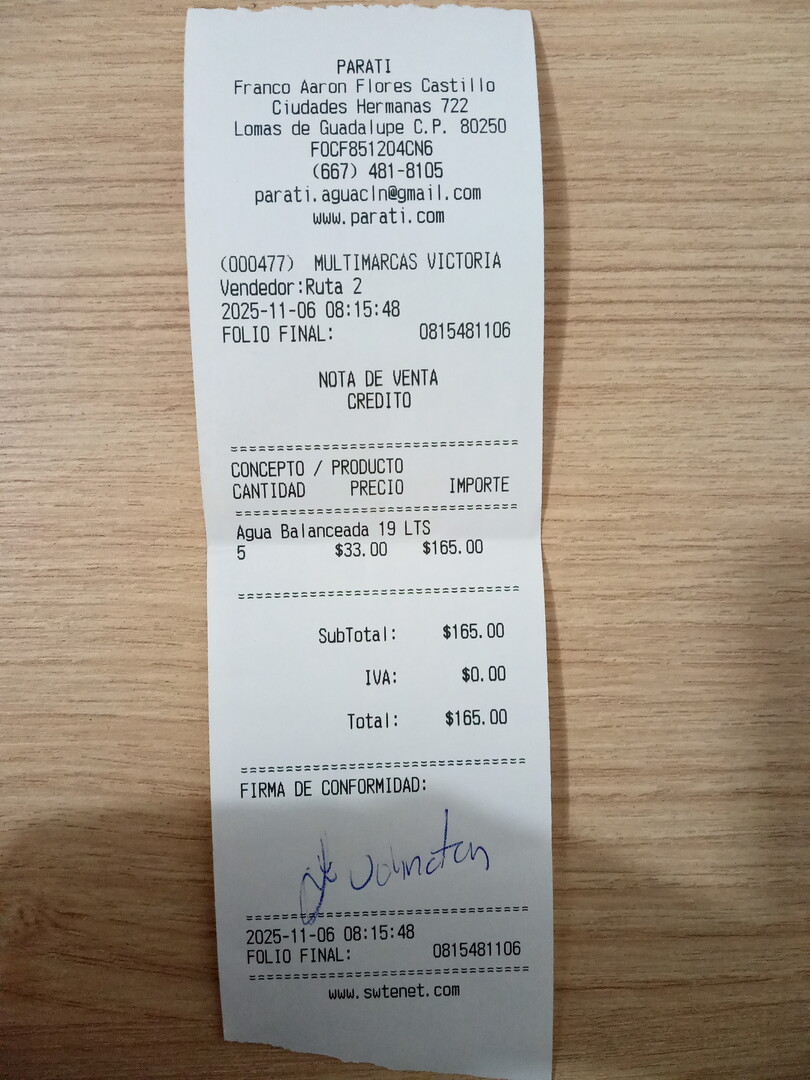 PARATI
Franco Aaron Flores Castillo
Ciudades Hermanas 722
Lomas de Guadalupe C.P. 80250
FOCF851204CN6
(667) 481-8105
parati.aguacln@gmail.com
www.parati.com
(000477) MULTIMARCAS VICTORIA
Vendedor:Ruta 2
2025-11-06 08:15:48
FOLIO FINAL: 0815481106
NOTA DE VENTA
CREDITO
CONCEPTO / PRODUCTO
CANTIDAD PRECIO IMPORTE
Agua Balanceada 19 LTS
5 $33.00 $165.00
SubTotal: $165.00
IVA: $0.00
Total: $165.00
FIRMA DE CONFORMIDAD:
2025-11-06 08:15:48
FOLIO FINAL: 0815481106
www.swtenet.com